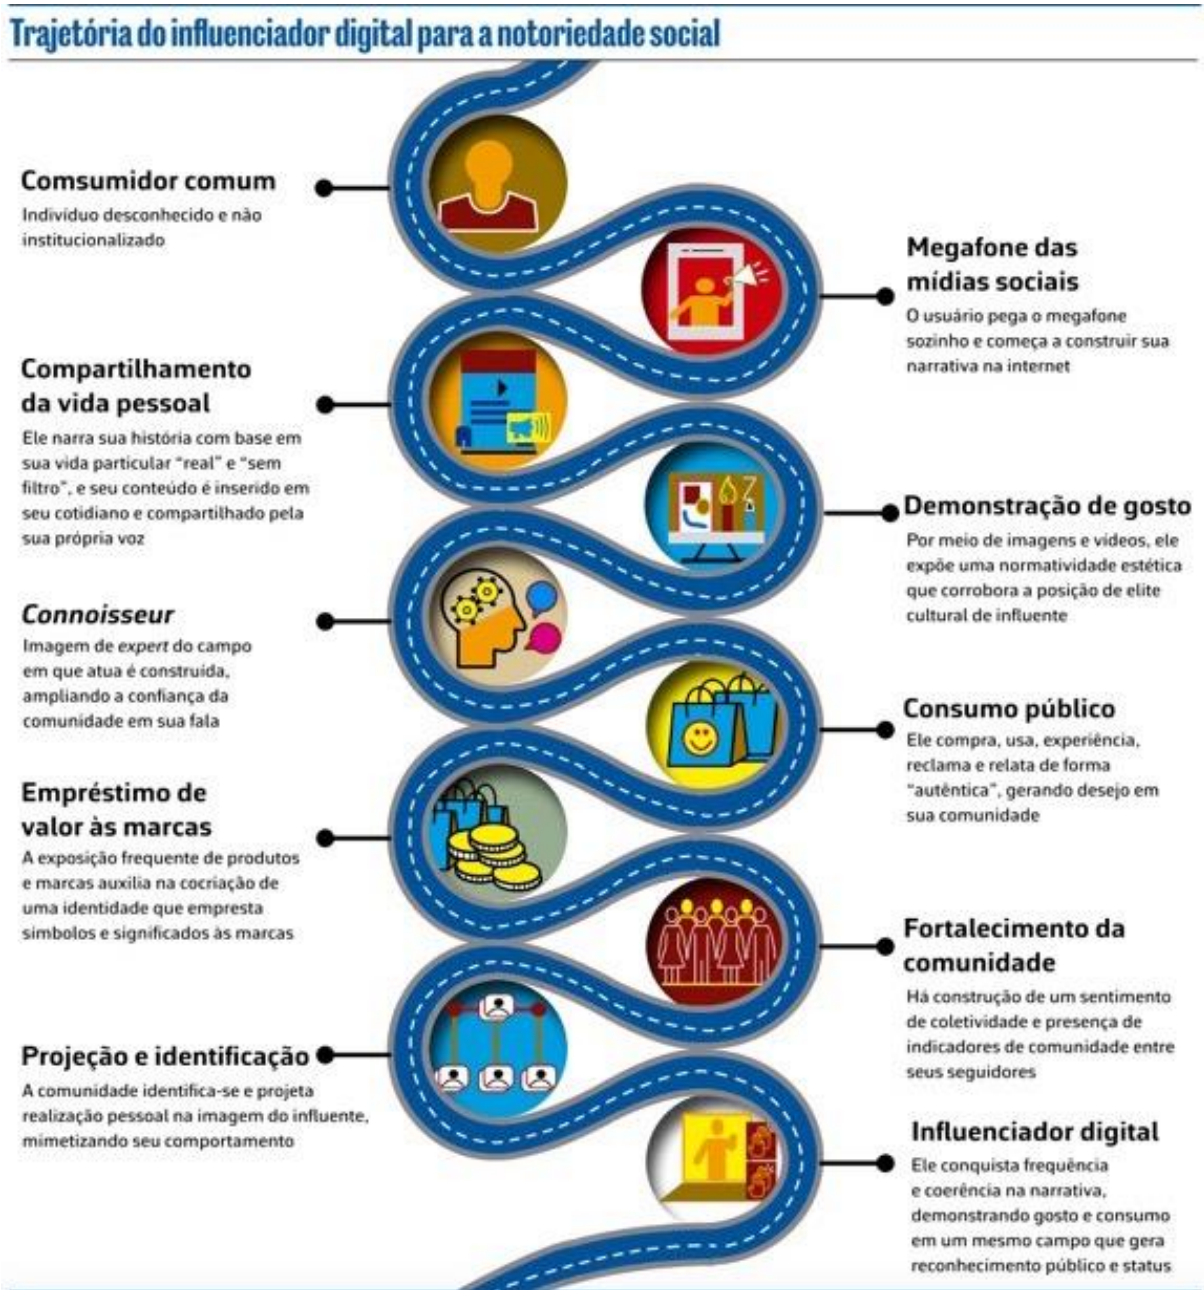 Trajetória do influenciador digital para a notoriedade social
Comsumidor comum
Indivíduo desconhecido e não
institucionalizado
Megafone das
mídias sociais
O usuário pega o megafone
sozinho e começa a construir sua
narrativa na internet
Compartilhamento
da vida pessoal
Ele narra sua história com base em
sua vida particular “real” e “sem
filtro”, e seu conteúdo é inserido em
seu cotidiano e compartilhado pela
sua própria voz
Demonstração de gosto
Por meio de imagens e vídeos, ele
expõe uma normatividade estética
que corrobora a posição de elite
cultural de influente
Connoisseur
Imagem de expert do campo
em que atua é construída,
ampliando a confiança da
comunidade em sua fala
Consumo público
Ele compra, usa, experiência,
reclama e relata de forma
“autêntica”, gerando desejo em
sua comunidade
Empréstimo de
valor às marcas
A exposição frequente de produtos
e marcas auxilia na cocriação de
uma identidade que empresta
símbolos e significados às marcas
Fortalecimento da
comunidade
Há construção de um sentimento
de coletividade e presença de
indicadores de comunidade entre
seus seguidores
Projeção e identificação
A comunidade identifica-se e projeta
realização pessoal na imagem do influente,
mimetizando seu comportamento
Influenciador digital
Ele conquista frequência
e coerência na narrativa,
demonstrando gosto e consumo
em um mesmo campo que gera
reconhecimento público e status